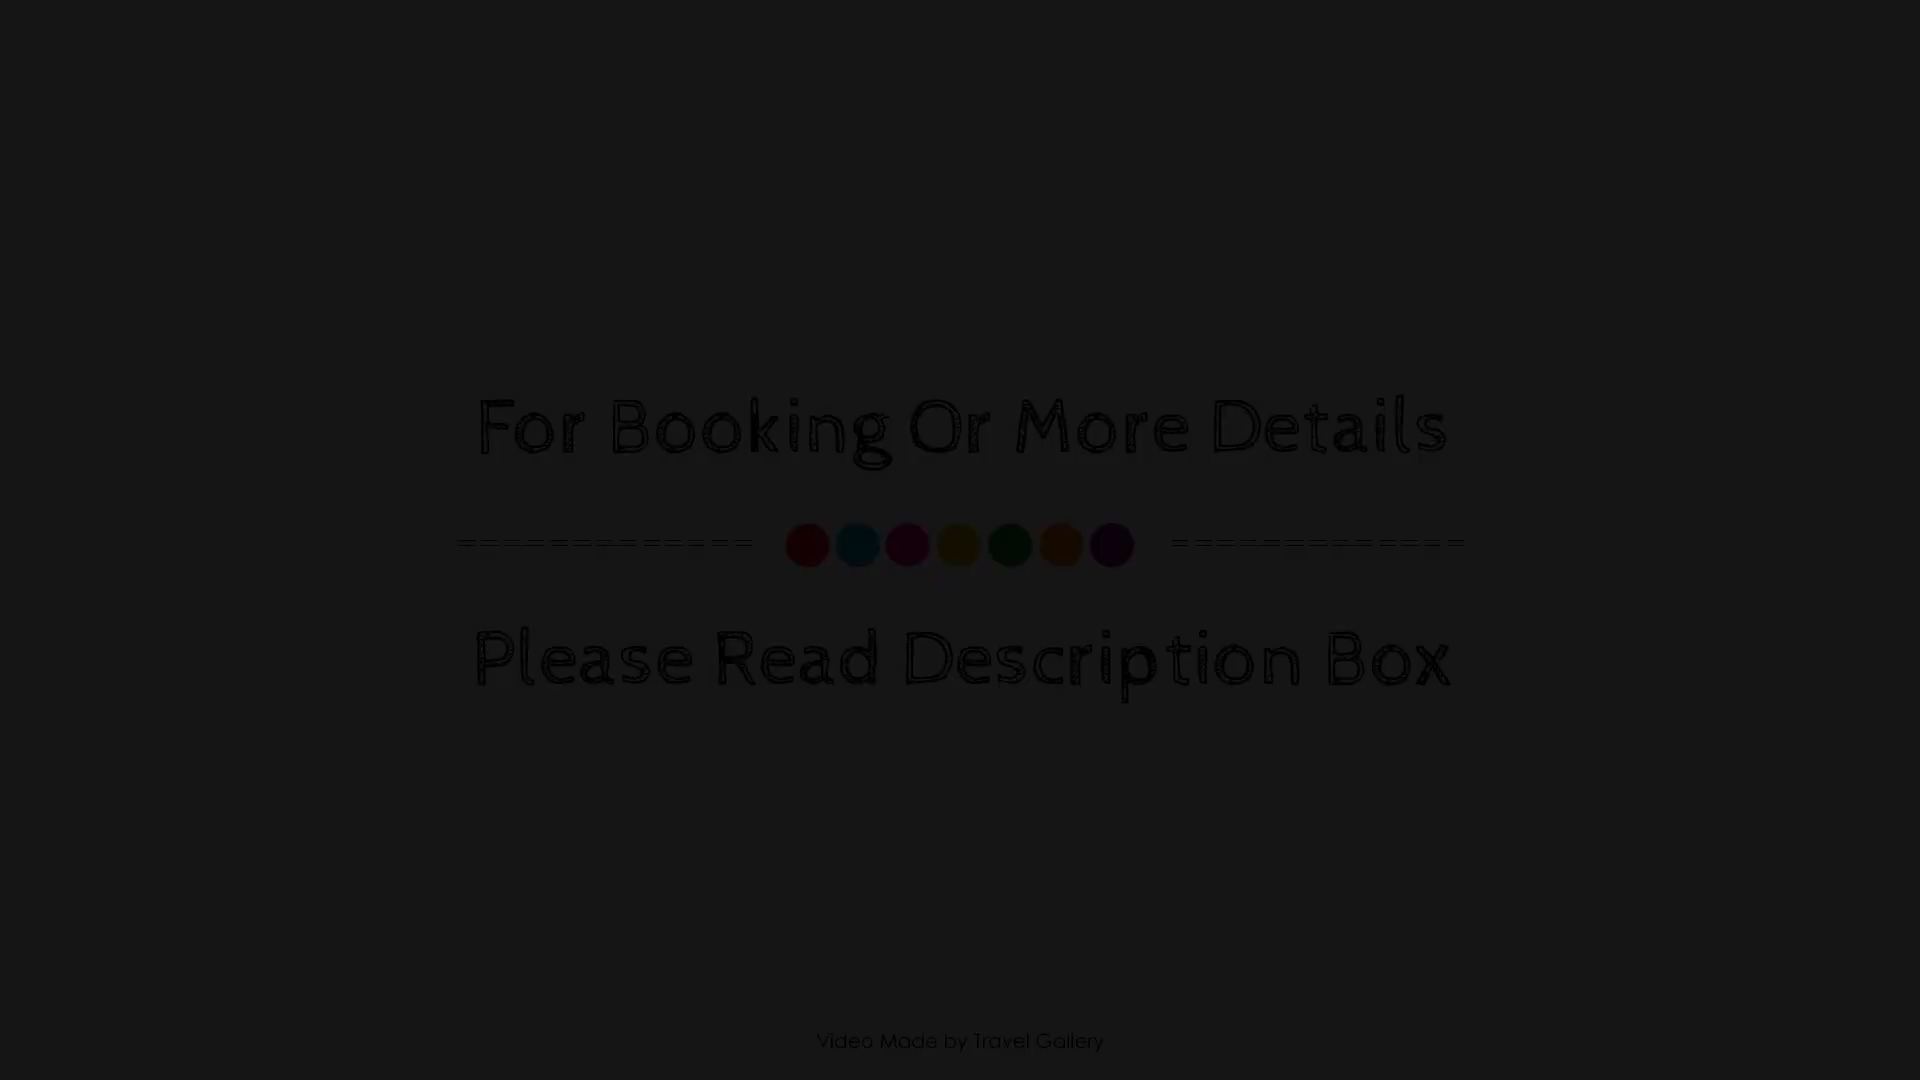 For Booking Or More Details
============= =============
Please Read Description Box
Video Made by Travel Gallery